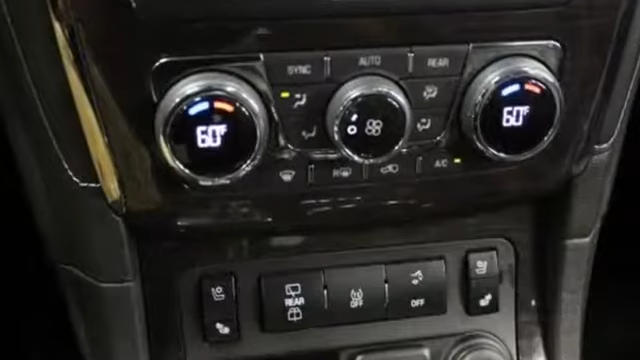 SYNC AUTO REAR
60°F 60°F
R A/C
REAR OFF OFF